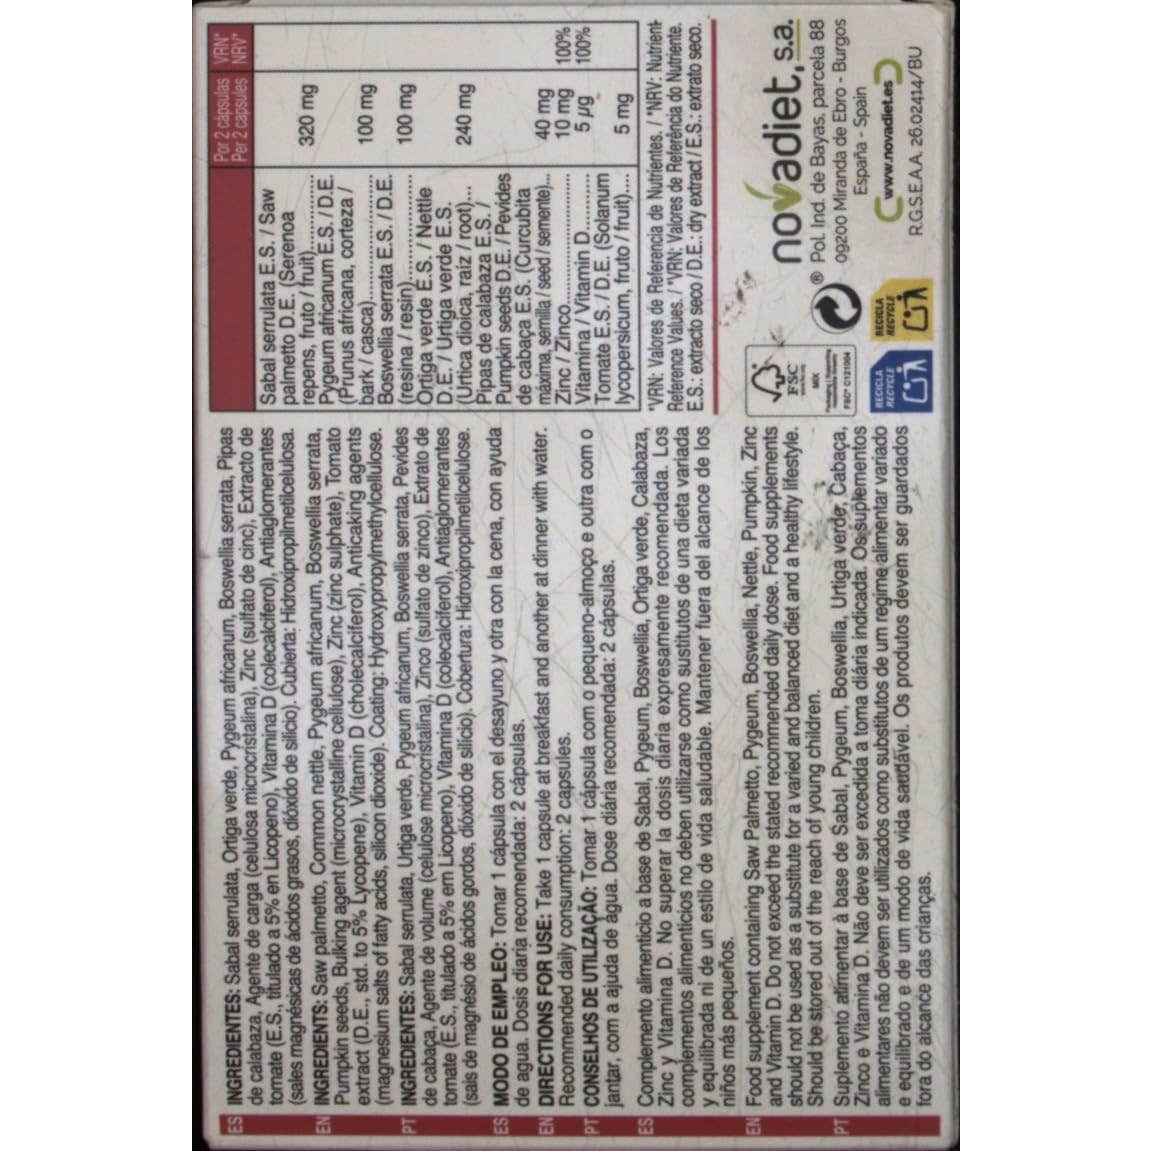 ES INGREDIENTES: Sabal serrulata, Ortiga verde, Pygeum africanum, Boswellia serrata, Pipas
de calabaza, Agente de carga (celulosa microcristalina), Zinc (sulfato de cinc), Extracto de
tomate (E.S., titulado a 5% en Licopeno), Vitamina D (colecalciferol), Antiaglomerantes
(sales magnésicas de ácidos grasos, dióxido de silicio). Cubierta: Hidroxipropilmetilcelulosa.
EN INGREDIENTS: Saw palmetto, Common nettle, Pygeum africanum, Boswellia serrata,
Pumpkin seeds, Bulking agent (microcrystalline cellulose), Zinc (zinc sulphate), Tomato
extract (D.E., std. to 5% Lycopene), Vitamin D (cholecalciferol), Anticaking agents
(magnesium salts of fatty acids, silicon dioxide). Coating: Hydroxypropylmethylcellulose.
PT INGREDIENTES: Sabal serrulata, Urtiga verde, Pygeum africanum, Boswellia serrata, Pevides
de cabaça, Agente de volume (celulose microcristalina), Zinco (sulfato de zinco), Extrato de
tomate (E.S., titulado a 5% em Licopeno), Vitamina D (colecalciferol), Antiaglomerantes
(sais de magnésio de ácidos gordos, dióxido de silício). Cobertura: Hidroxipropilmetilcelulose.
ES MODO DE EMPLEO: Tomar 1 cápsula con el desayuno y otra con la cena, con ayuda
de agua. Dosis diaria recomendada: 2 cápsulas.
EN DIRECTIONS FOR USE: Take 1 capsule at breakfast and another at dinner with water.
Recommended daily consumption: 2 capsules.
PT CONSELHOS DE UTILIZAÇÃO: Tomar 1 cápsula com o pequeno-almoço e outra com o
jantar, com a ajuda de água. Dose diária recomendada: 2 cápsulas.
ES Complemento alimenticio a base de Sabal, Pygeum, Boswellia, Ortiga verde, Calabaza,
Zinc y Vitamina D. No superar la dosis diaria expresamente recomendada. Los
complementos alimenticios no deben utilizarse como sustitutos de una dieta variada
y equilibrada ni de un estilo de vida saludable. Mantener fuera del alcance de los
niños más pequeños.
EN Food supplement containing Saw Palmetto, Pygeum, Boswellia, Nettle, Pumpkin, Zinc
and Vitamin D. Do not exceed the stated recommended daily dose. Food supplements
should not be used as a substitute for a varied and balanced diet and a healthy lifestyle.
Should be stored out of the reach of young children.
PT Suplemento alimentar à base de Sabal, Pygeum, Boswellia, Urtiga verde, Cabaça,
Zinco e Vitamina D. Não deve ser excedida a toma diária indicada. Os suplementos
alimentares não devem ser utilizados como substitutos de um regime alimentar variado
e equilibrado e de um modo de vida saudável. Os produtos devem ser guardados
fora do alcance das crianças.
Por 2 cápsulas VRN*
Per 2 capsules NRV*
Sabal serrulata E.S. / Saw
palmetto D.E. (Serenoa
repens, fruto / fruit) 320 mg
Pygeum africanum E.S. / D.E.
(Prunus africana, corteza /
bark / casca) 100 mg
Boswellia serrata E.S. / D.E.
(resina / resin) 100 mg
Ortiga verde E.S. / Nettle
D.E. / Urtiga verde E.S.
(Urtica dioica, raíz / root) 240 mg
Pipas de calabaza E.S. /
Pumpkin seeds D.E. / Pevides
de cabaça E.S. (Curcubita
máxima, semilla / seed / semente) 40 mg
Zinc / Zinco 10 mg 100%
Vitamina / Vitamin D 5 µg 100%
Tomate E.S. / D.E. (Solanum
lycopersicum, fruto / fruit) 5 mg
*VRN: Valores de Referencia de Nutrientes. / *NRV: Nutrient
Reference Values. / *VRN: Valores de Referência do Nutriente.
E.S.: extracto seco / D.E.: dry extract / E.S.: extrato seco.
FSC
MIX
FSC® C121004
RECICLA
RECICLA
RECYCLE
®
novadiet, s.a.
Pol. Ind. de Bayas, parcela 88
09200 Miranda de Ebro - Burgos
España - Spain
www.novadiet.es
R.G.S.E.A.A. 26.02414/BU